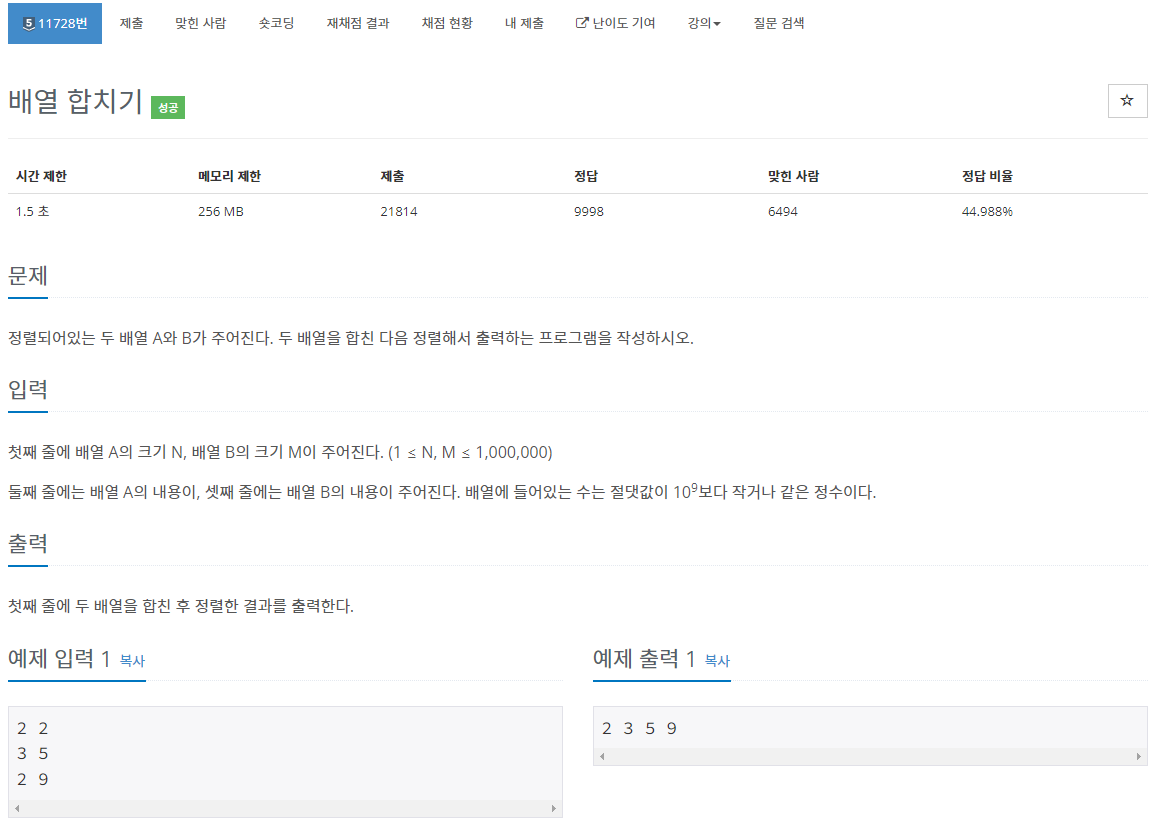 5 11728번 제출 맞힌 사람 숏코딩 재채점 결과 채점 현황 내 제출 난이도 기여 강의 질문 검색
배열 합치기 성공
시간 제한 메모리 제한 제출 정답 맞힌 사람 정답 비율
1.5 초 256 MB 21814 9998 6494 44.988%
문제
정렬되어있는 두 배열 A와 B가 주어진다. 두 배열을 합친 다음 정렬해서 출력하는 프로그램을 작성하시오.
입력
첫째 줄에 배열 A의 크기 N, 배열 B의 크기 M이 주어진다. (1 ≤ N, M ≤ 1,000,000)
둘째 줄에는 배열 A의 내용이, 셋째 줄에는 배열 B의 내용이 주어진다. 배열에 들어있는 수는 절댓값이 10⁹보다 작거나 같은 정수이다.
출력
첫째 줄에 두 배열을 합친 후 정렬한 결과를 출력한다.
예제 입력 1 복사
2 2
3 5
2 9
예제 출력 1 복사
2 3 5 9